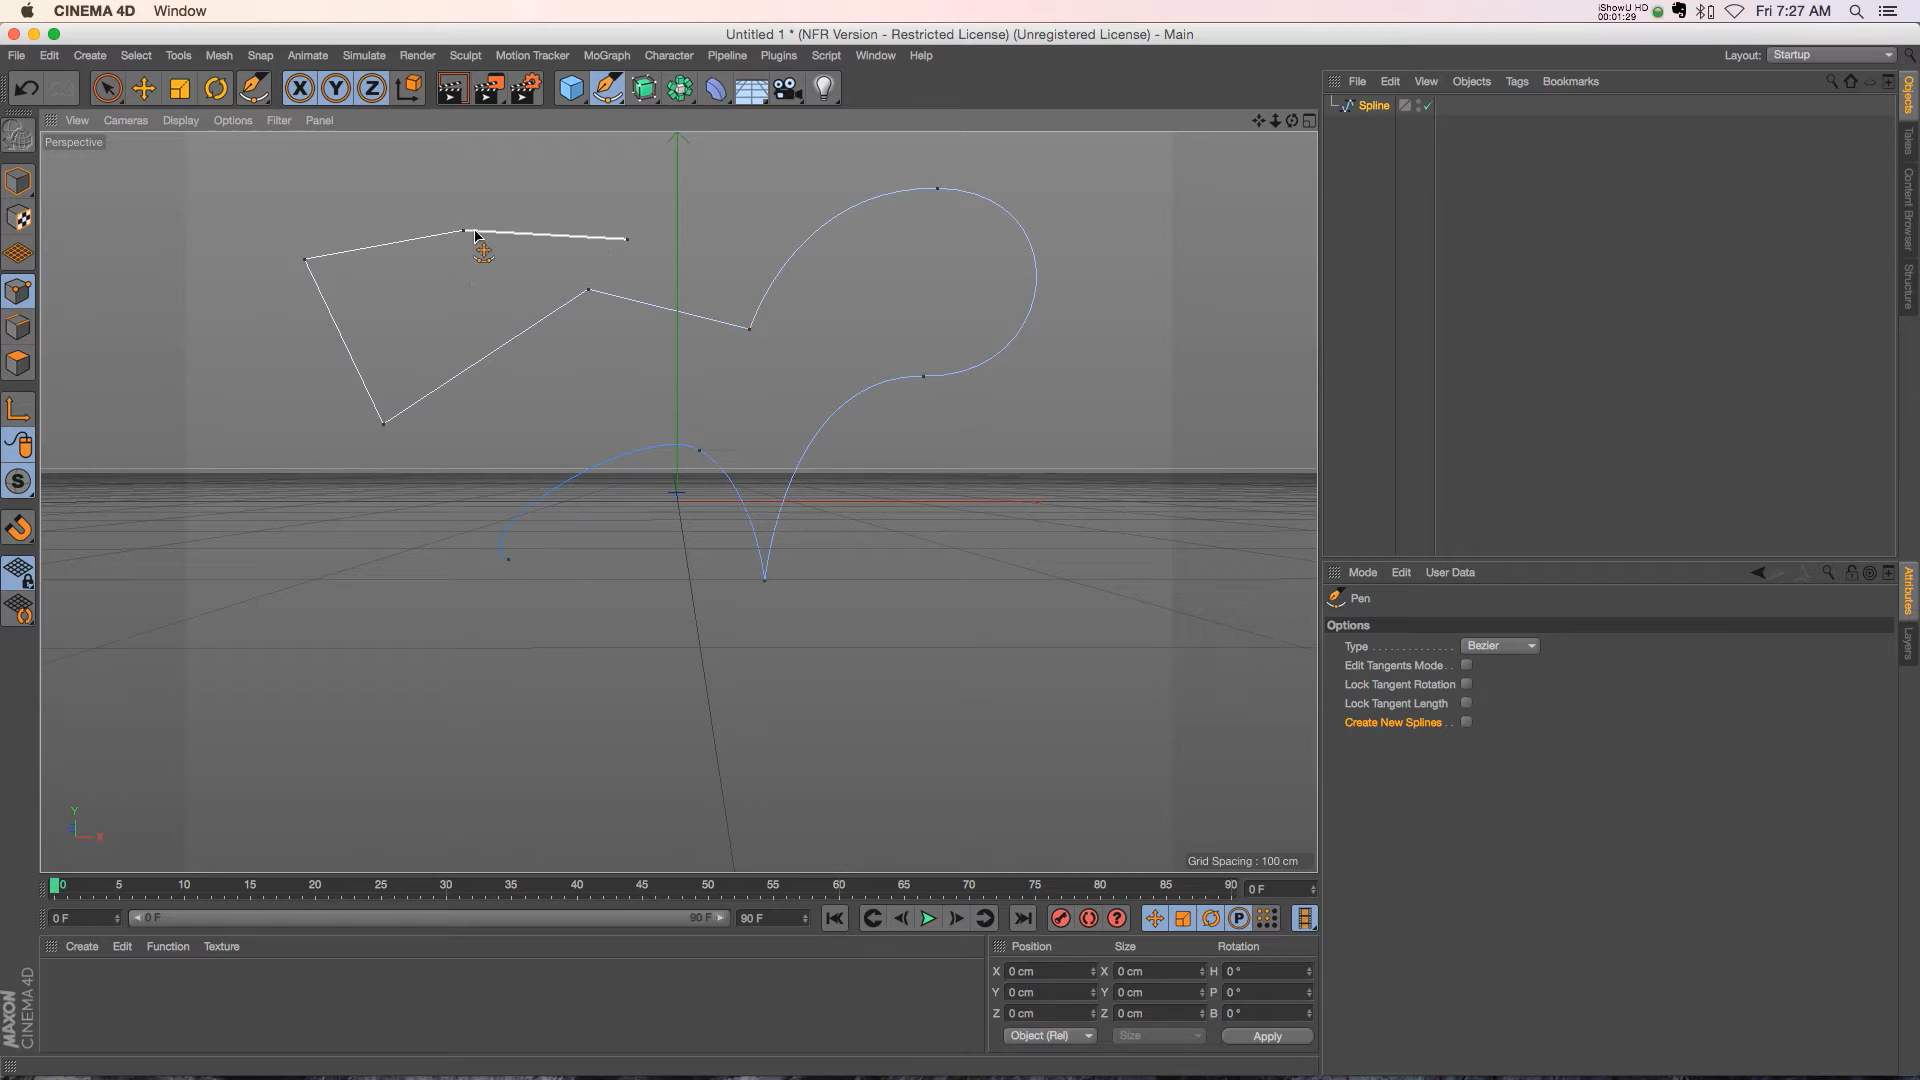 CINEMA 4D Window iShowU HD 00:01:29 Fri 7:27 AM
Untitled 1 * (NFR Version - Restricted License) (Unregistered License) - Main
File Edit Create Select Tools Mesh Snap Animate Simulate Render Sculpt Motion Tracker MoGraph Character Pipeline Plugins Script Window Help Layout: Startup
X Y Z
File Edit View Objects Tags Bookmarks
Spline
View Cameras Display Options Filter Panel
Perspective
S
Y
X
Grid Spacing : 100 cm
Objects
Takes
Content Browser
Structure
Mode Edit User Data
Pen
Options
Type Bezier
Edit Tangents Mode
Lock Tangent Rotation
Lock Tangent Length
Create New Splines
Attributes
Layers
0 5 10 15 20 25 30 35 40 45 50 55 60 65 70 75 80 85 90 0 F
0 F 0 F 90 F 90 F ? P
Create Edit Function Texture
Position Size Rotation
X 0 cm X 0 cm H 0 °
Y 0 cm Y 0 cm P 0 °
Z 0 cm Z 0 cm B 0 °
Object (Rel) Size Apply
MAXON
CINEMA 4D